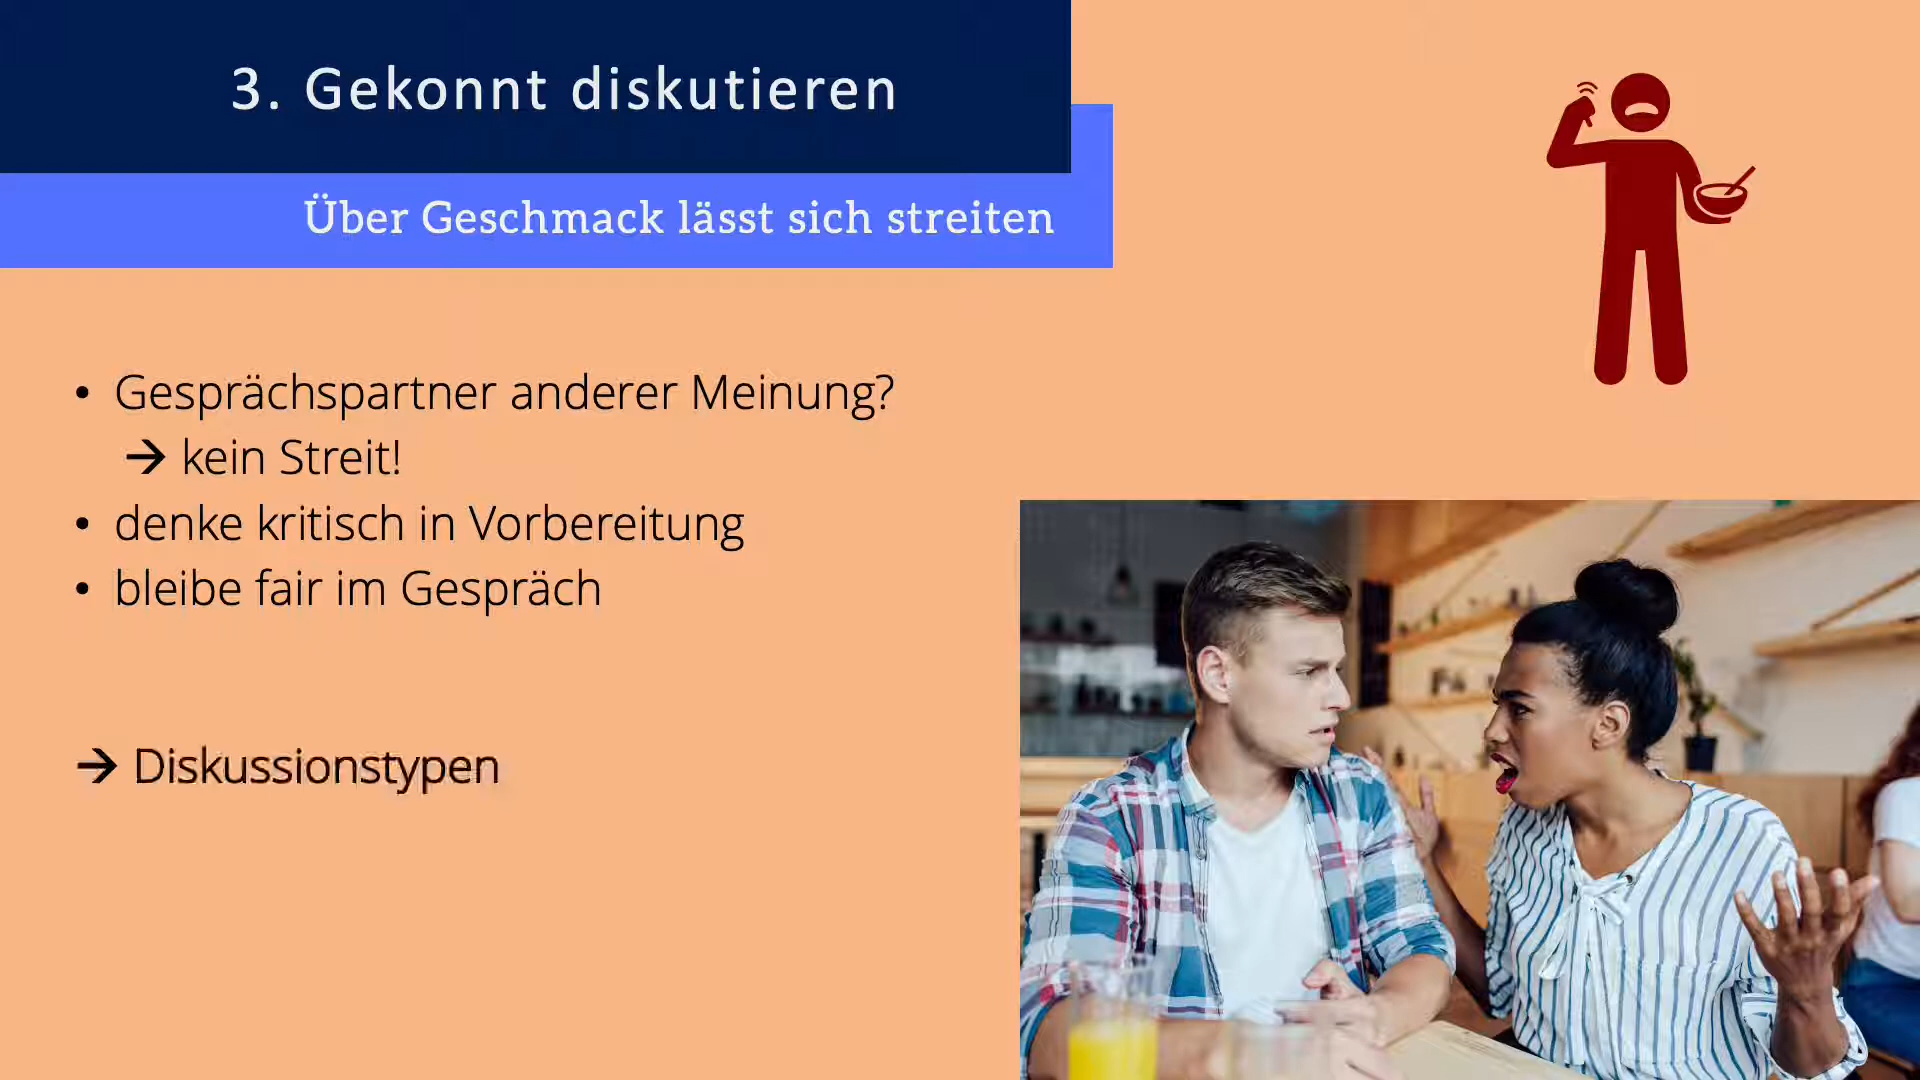 3. Gekonnt diskutieren
Über Geschmack lässt sich streiten
• Gesprächspartner anderer Meinung?
→ kein Streit!
• denke kritisch in Vorbereitung
• bleibe fair im Gespräch
→ Diskussionstypen